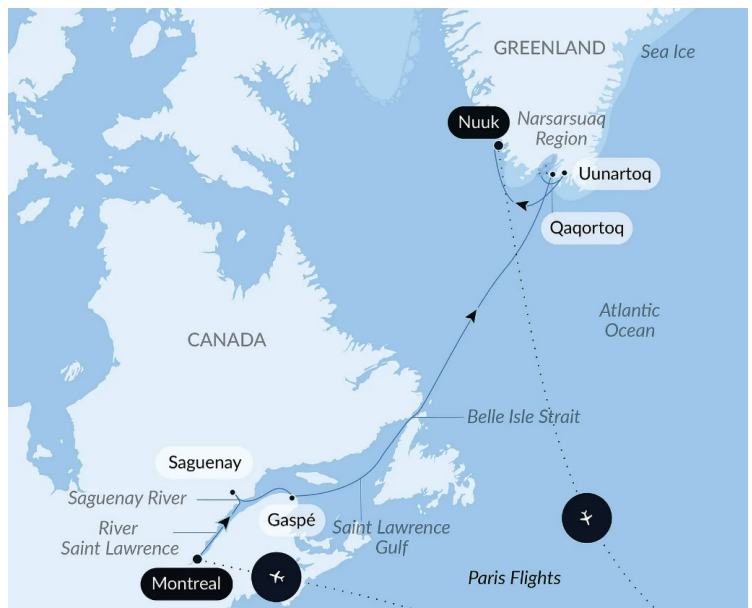 GREENLAND
Sea Ice
Nuuk
Narsarsuaq
Region
Uunartoq
Qaqortoq
Atlantic
Ocean
CANADA
Belle Isle Strait
Saguenay
Saguenay River
Gaspé
River
Saint Lawrence
Saint Lawrence
Gulf
Montreal
Paris Flights